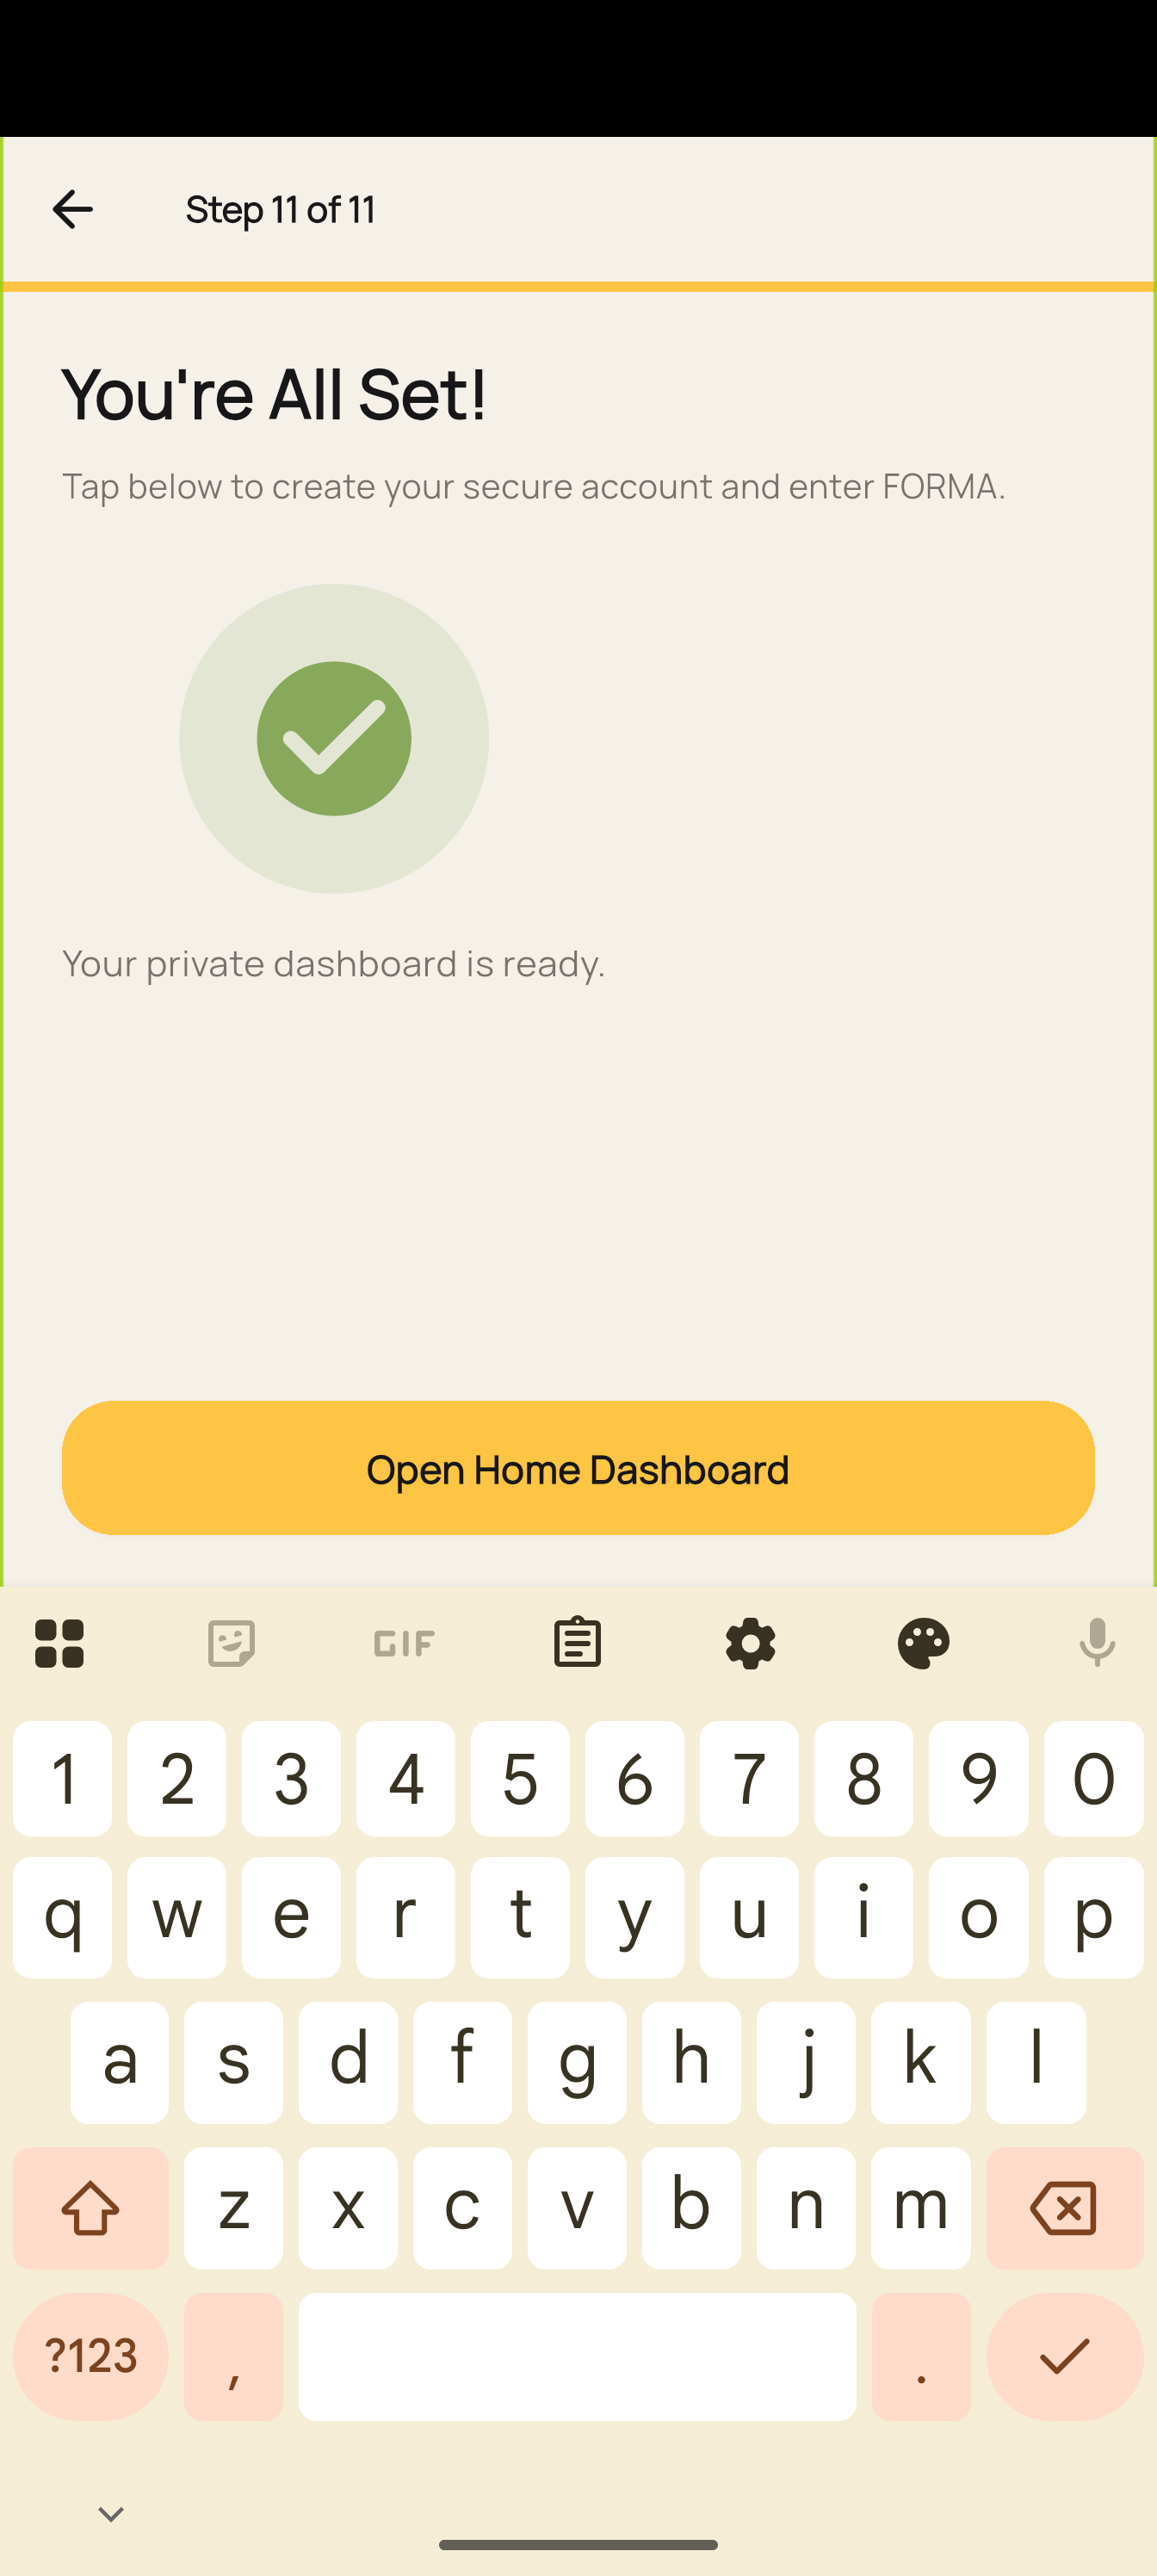 Step 11 of 11
You're All Set!
Tap below to create your secure account and enter FORMA.
Your private dashboard is ready.
Open Home Dashboard
GIF
1 2 3 4 5 6 7 8 9 0
q w e r t y u i o p
a s d f g h j k l
z x c v b n m
?123 , .